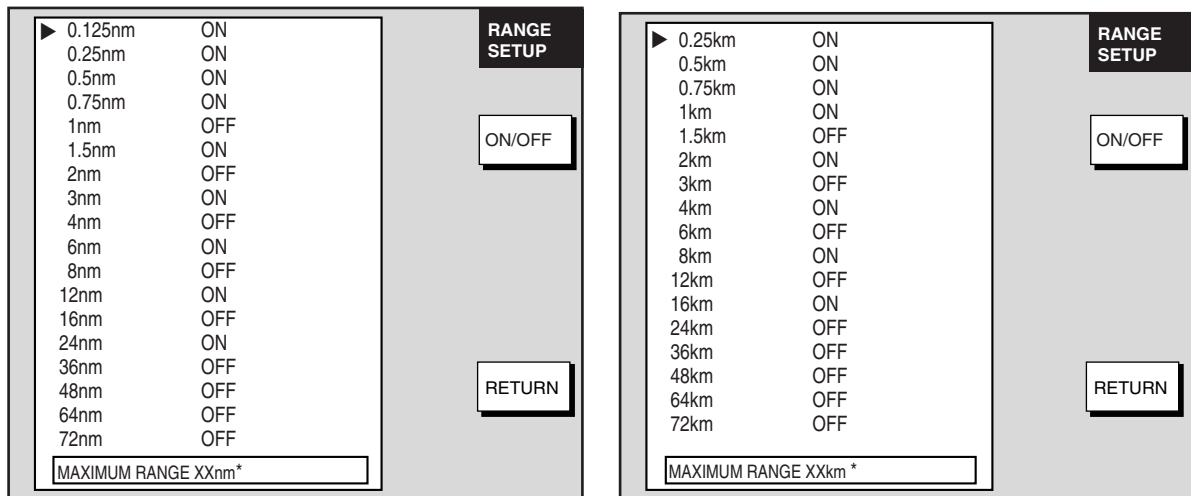 0.125nm ON
0.25nm ON
0.5nm ON
0.75nm ON
1nm OFF
1.5nm ON
2nm OFF
3nm ON
4nm OFF
6nm ON
8nm OFF
12nm ON
16nm OFF
24nm ON
36nm OFF
48nm OFF
64nm OFF
72nm OFF
MAXIMUM RANGE XXnm*
RANGE
SETUP
ON/OFF
RETURN
0.25km ON
0.5km ON
0.75km ON
1km ON
1.5km OFF
2km ON
3km OFF
4km ON
6km OFF
8km ON
12km OFF
16km ON
24km OFF
36km OFF
48km OFF
64km OFF
72km OFF
MAXIMUM RANGE XXkm *
RANGE
SETUP
ON/OFF
RETURN